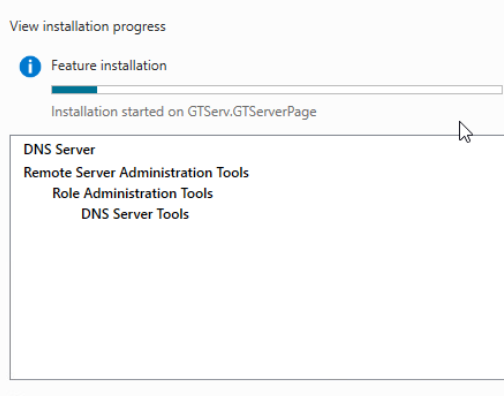 View installation progress
Feature installation
Installation started on GTServ.GTServerPage
DNS Server
Remote Server Administration Tools
Role Administration Tools
DNS Server Tools